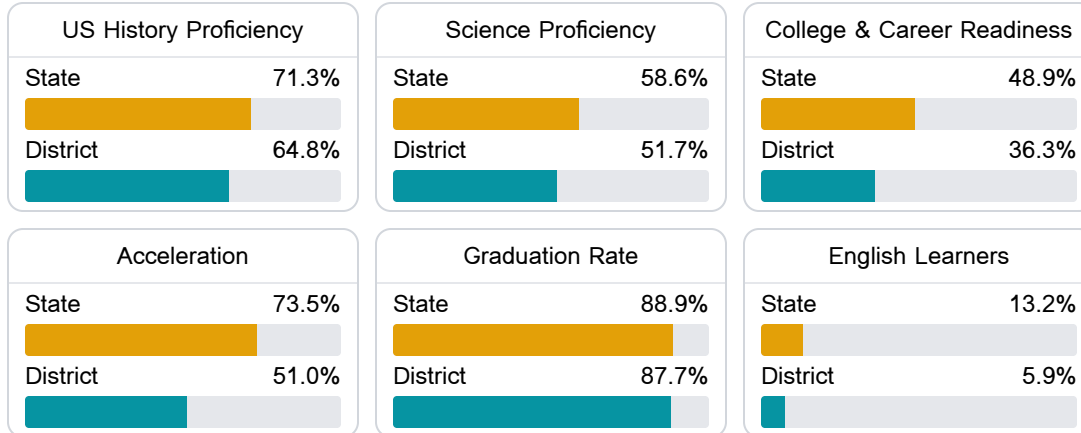 US History Proficiency
State 71.3%
District 64.8%
Science Proficiency
State 58.6%
District 51.7%
College & Career Readiness
State 48.9%
District 36.3%
Acceleration
State 73.5%
District 51.0%
Graduation Rate
State 88.9%
District 87.7%
English Learners
State 13.2%
District 5.9%